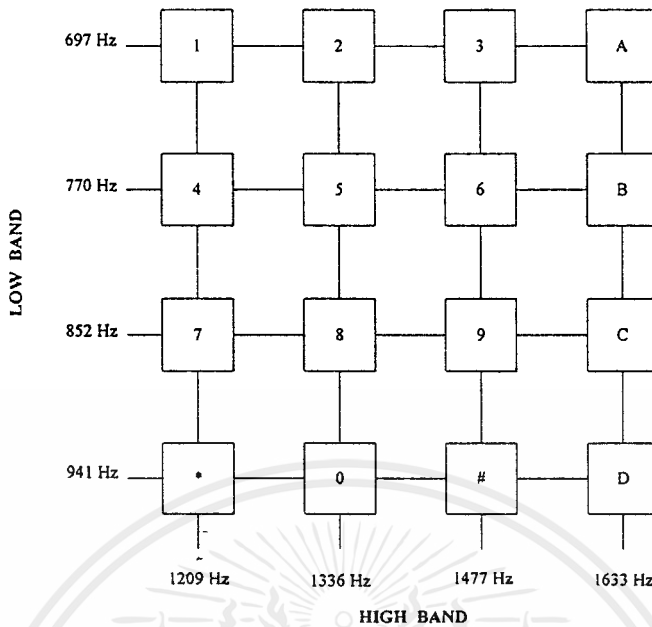 697 Hz 1 2 3 A
770 Hz 4 5 6 B
LOW BAND
852 Hz 7 8 9 C
941 Hz * 0 # D
1209 Hz 1336 Hz 1477 Hz 1633 Hz
HIGH BAND